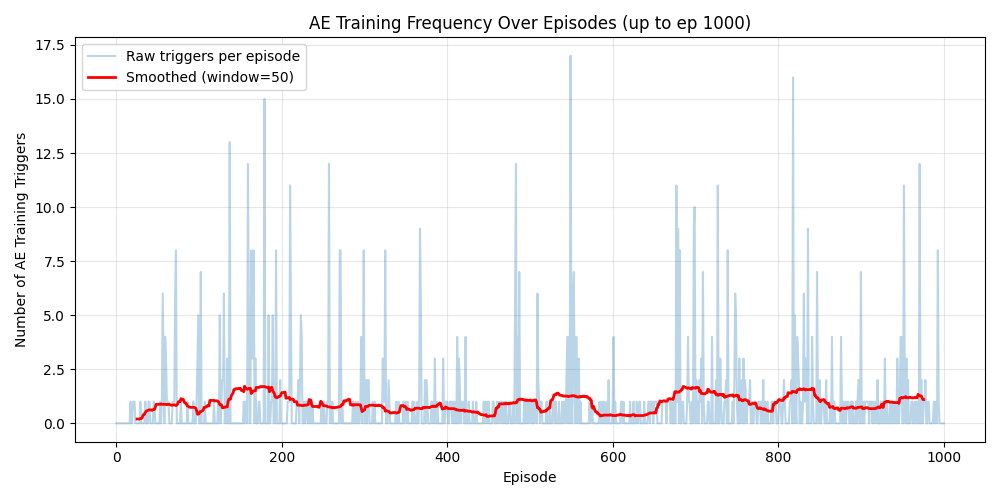 AE Training Frequency Over Episodes (up to ep 1000)
Raw triggers per episode
Smoothed (window=50)
Number of AE Training Triggers
17.5
15.0
12.5
10.0
7.5
5.0
2.5
0.0
0 200 400 600 800 1000
Episode